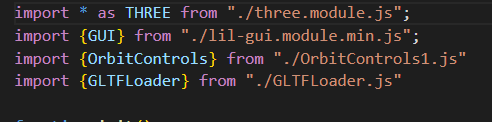 import * as THREE from "./three.module.js";
import {GUI} from "./lil-gui.module.min.js";
import {OrbitControls} from "./OrbitControls1.js"
import {GLTFLoader} from "./GLTFLoader.js"